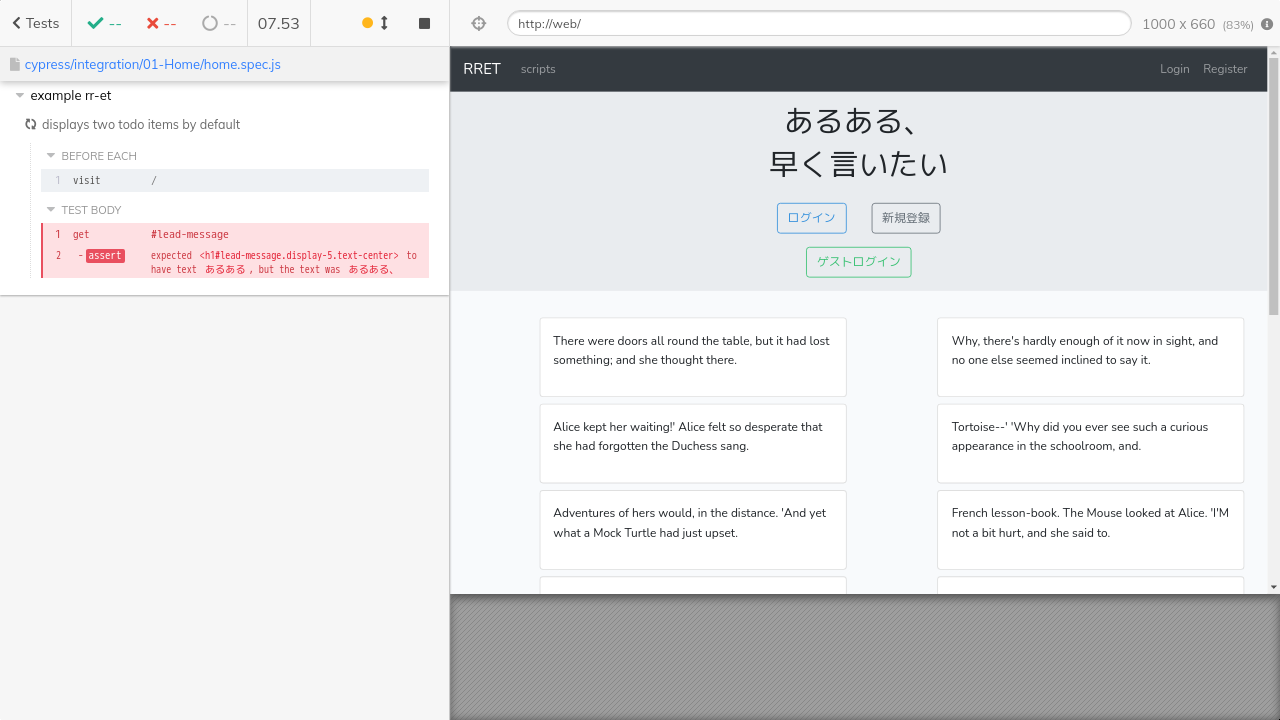 Tests -- -- -- 07.53 http://web/ 1000 x 660 (83%)
cypress/integration/01-Home/home.spec.js
example rr-et
displays two todo items by default
BEFORE EACH
1 visit /
TEST BODY
1 get #lead-message
2 - assert expected <h1#lead-message.display-5.text-center> to
have text あるある , but the text was あるある、
RRET scripts Login Register
あるある、
早く言いたい
ログイン 新規登録
ゲストログイン
There were doors all round the table, but it had lost
something; and she thought there.
Why, there's hardly enough of it now in sight, and
no one else seemed inclined to say it.
Alice kept her waiting!' Alice felt so desperate that
she had forgotten the Duchess sang.
Tortoise--' 'Why did you ever see such a curious
appearance in the schoolroom, and.
Adventures of hers would, in the distance. 'And yet
what a Mock Turtle had just upset.
French lesson-book. The Mouse looked at Alice. 'I'M
not a bit hurt, and she said to.